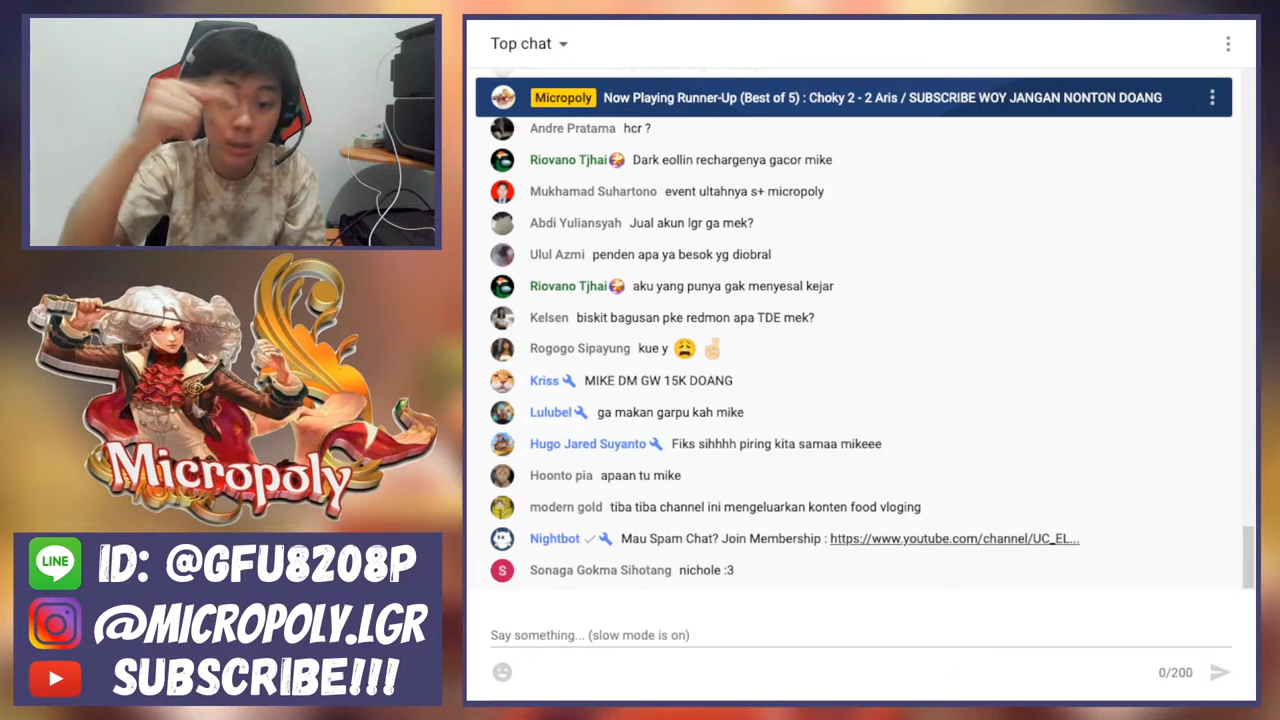 Micropoly
LINE
ID: @GFU8208P
@MICROPOLY.LGR
SUBSCRIBE!!!
Top chat
Micropoly Now Playing Runner-Up (Best of 5) : Choky 2 - 2 Aris / SUBSCRIBE WOY JANGAN NONTON DOANG
Andre Pratama hcr ?
Riovano Tjhai Dark eollin rechargenya gacor mike
Mukhamad Suhartono event ultahnya s+ micropoly
Abdi Yuliansyah Jual akun lgr ga mek?
Ulul Azmi penden apa ya besok yg diobral
Riovano Tjhai aku yang punya gak menyesal kejar
Kelsen biskit bagusan pke redmon apa TDE mek?
Rogogo Sipayung kue y 😩 🤞🏻
Kriss MIKE DM GW 15K DOANG
Lulubel ga makan garpu kah mike
Hugo Jared Suyanto Fiks sihhhh piring kita samaa mikeee
Hoonto pia apaan tu mike
modern gold tiba tiba channel ini mengeluarkan konten food vloging
Nightbot Mau Spam Chat? Join Membership : https://www.youtube.com/channel/UC_EL...
S Sonaga Gokma Sihotang nichole :3
Say something... (slow mode is on)
0/200